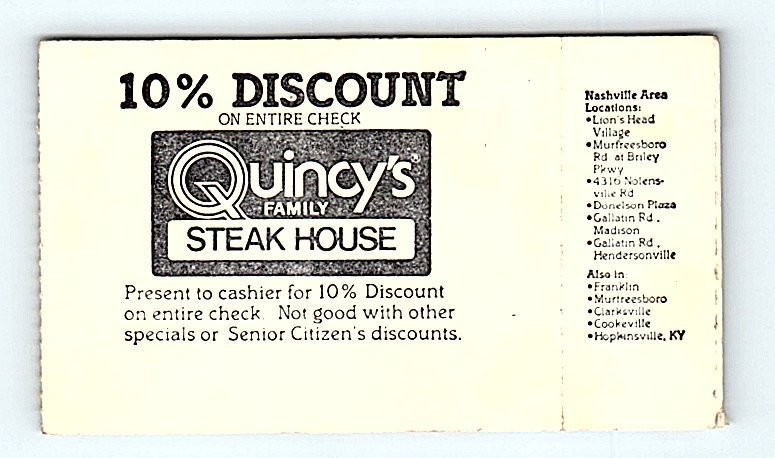 10% DISCOUNT
ON ENTIRE CHECK
Quincy's
FAMILY
STEAK HOUSE
Present to cashier for 10% Discount
on entire check. Not good with other
specials or Senior Citizen's discounts.
Nashville Area
Locations:
•Lion's Head
Village
•Murfreesboro
Rd. at Briley
Pkwy
•4316 Nolens-
ville Rd
•Donelson Plaza
•Gallatin Rd.,
Madison
•Gallatin Rd.,
Hendersonville
Also in:
•Franklin
•Murfreesboro
•Clarksville
•Cookeville
•Hopkinsville, KY